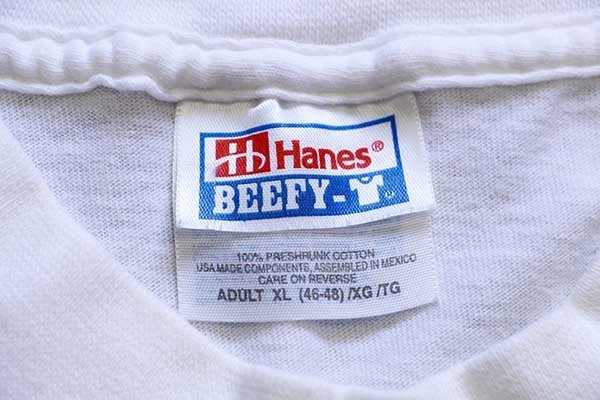 H Hanes®
BEEFY-T
100% PRESHRUNK COTTON
USA MADE COMPONENTS, ASSEMBLED IN MEXICO
CARE ON REVERSE
ADULT XL (46-48) /XG /TG